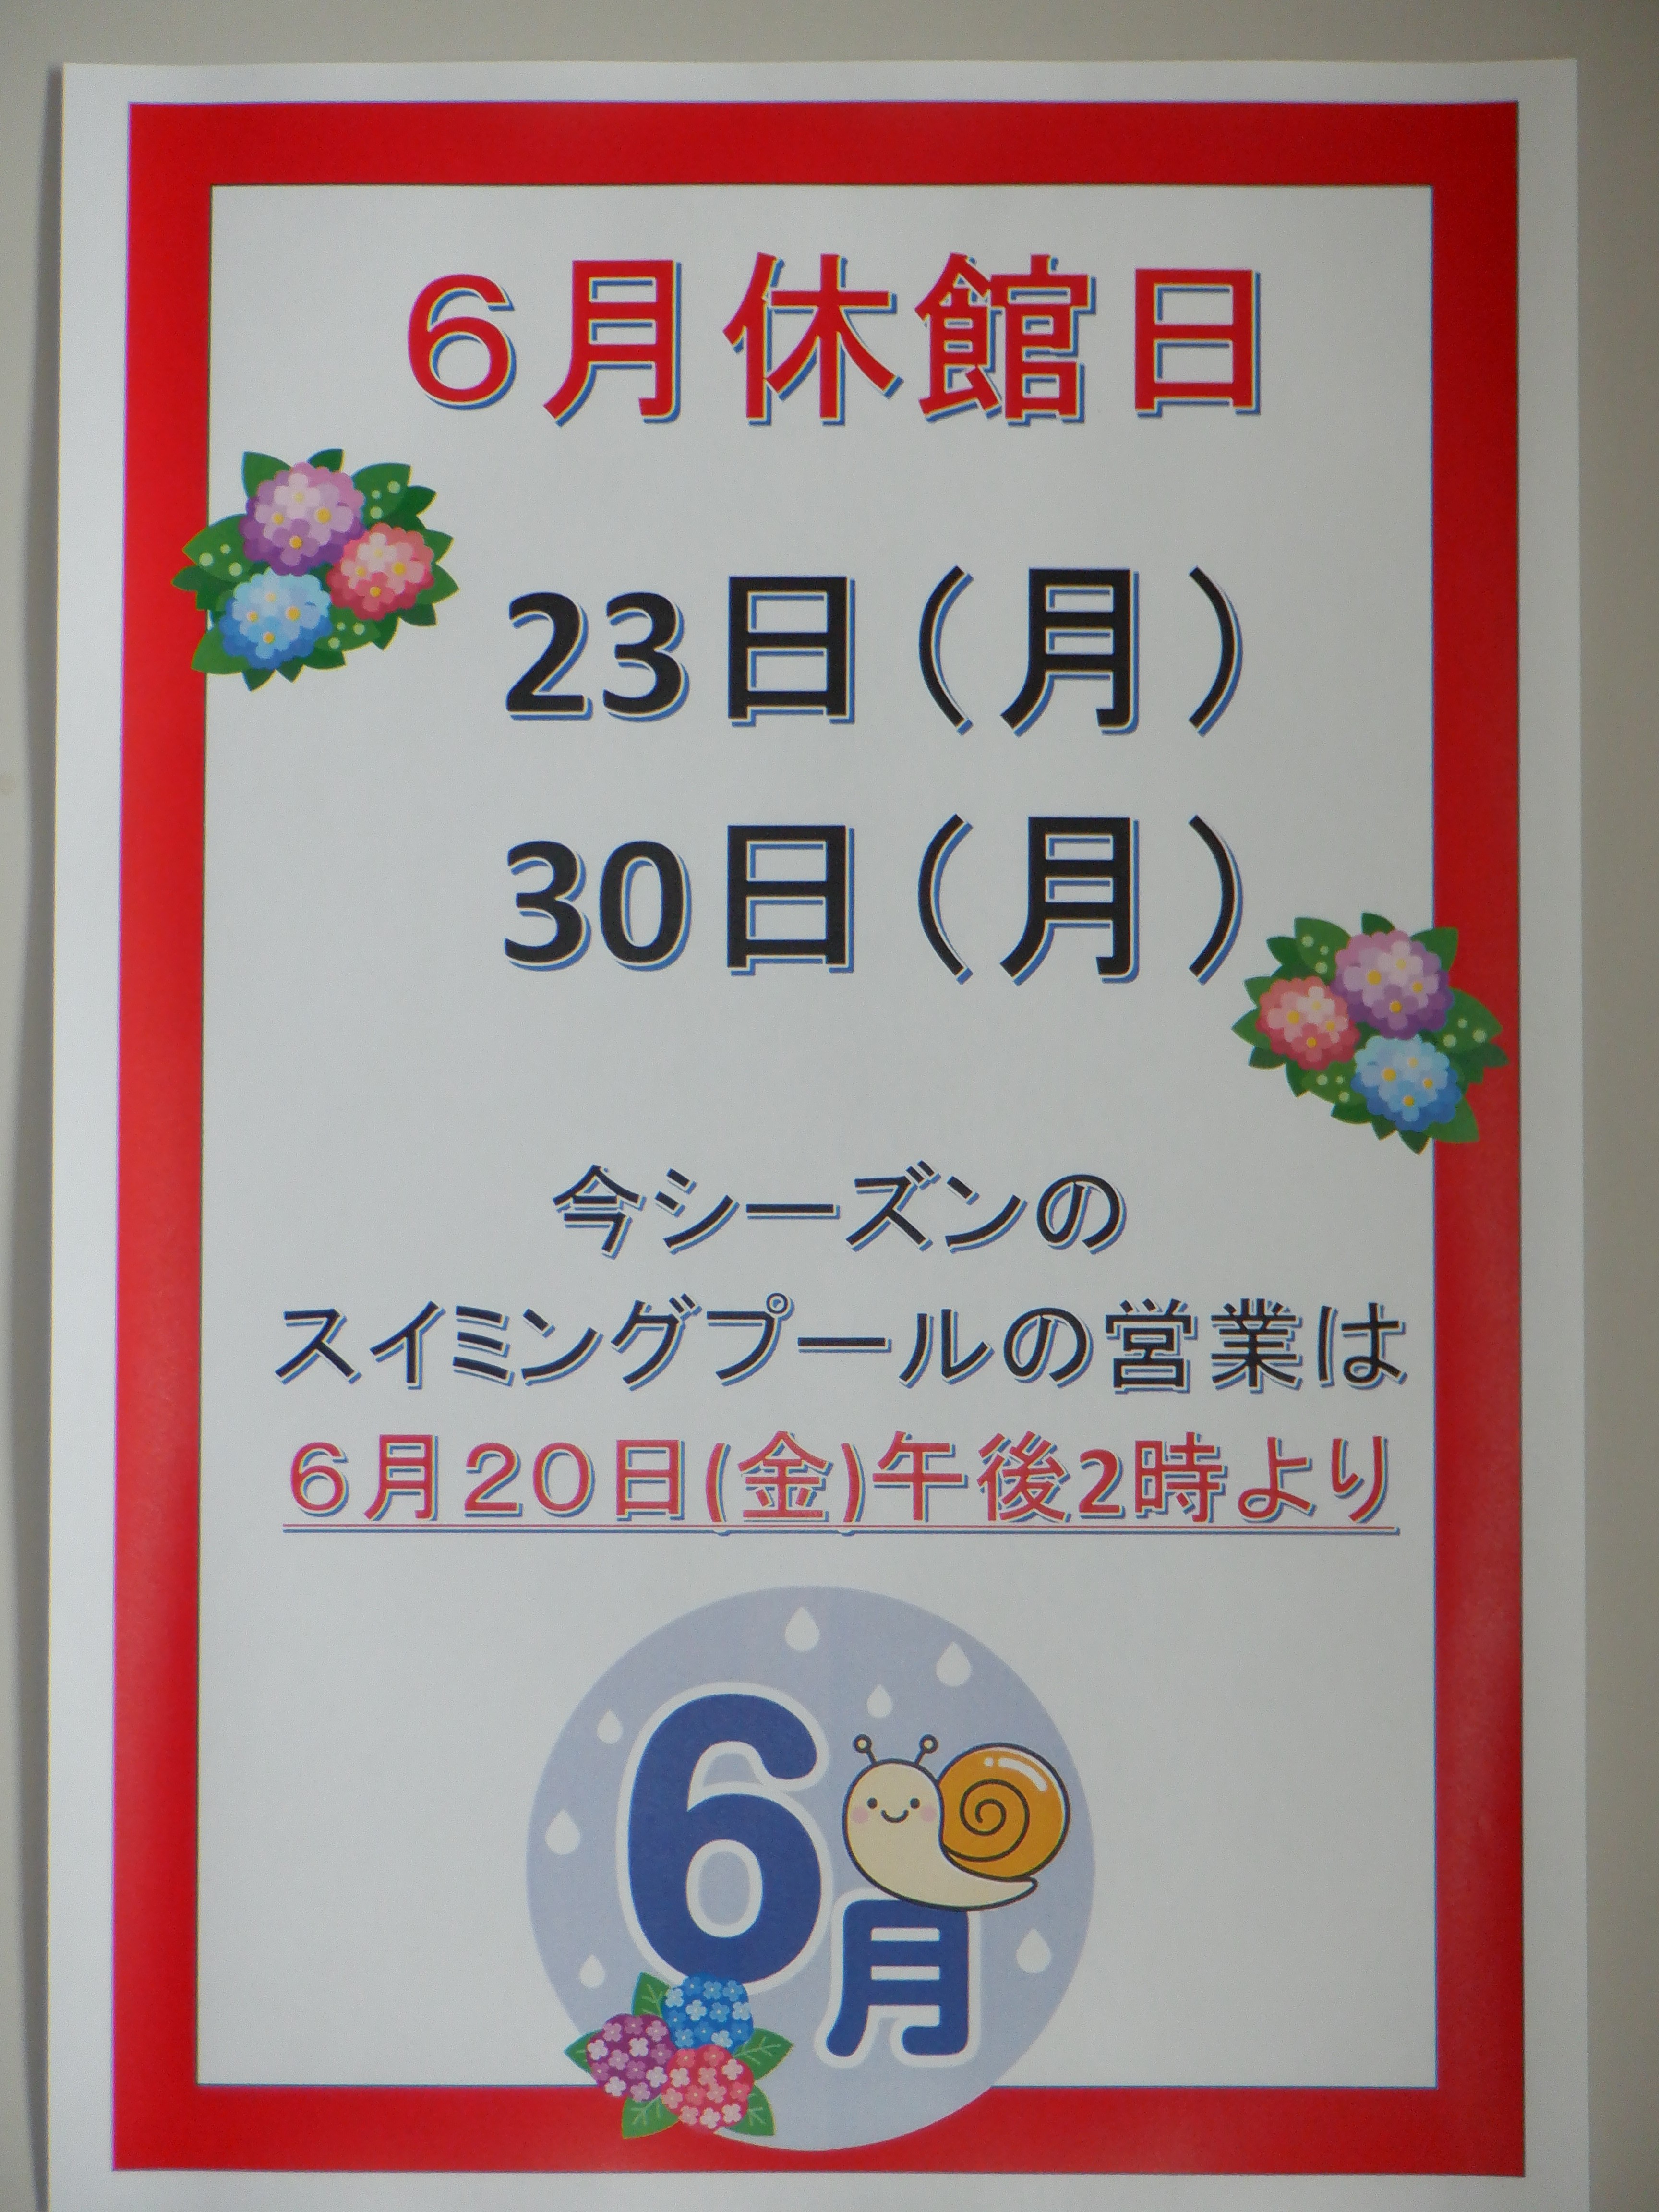 ６月休館日
23日（月）
30日（月）
今シーズンの
スイミングプールの営業は
６月２０日(金)午後2時より
6月